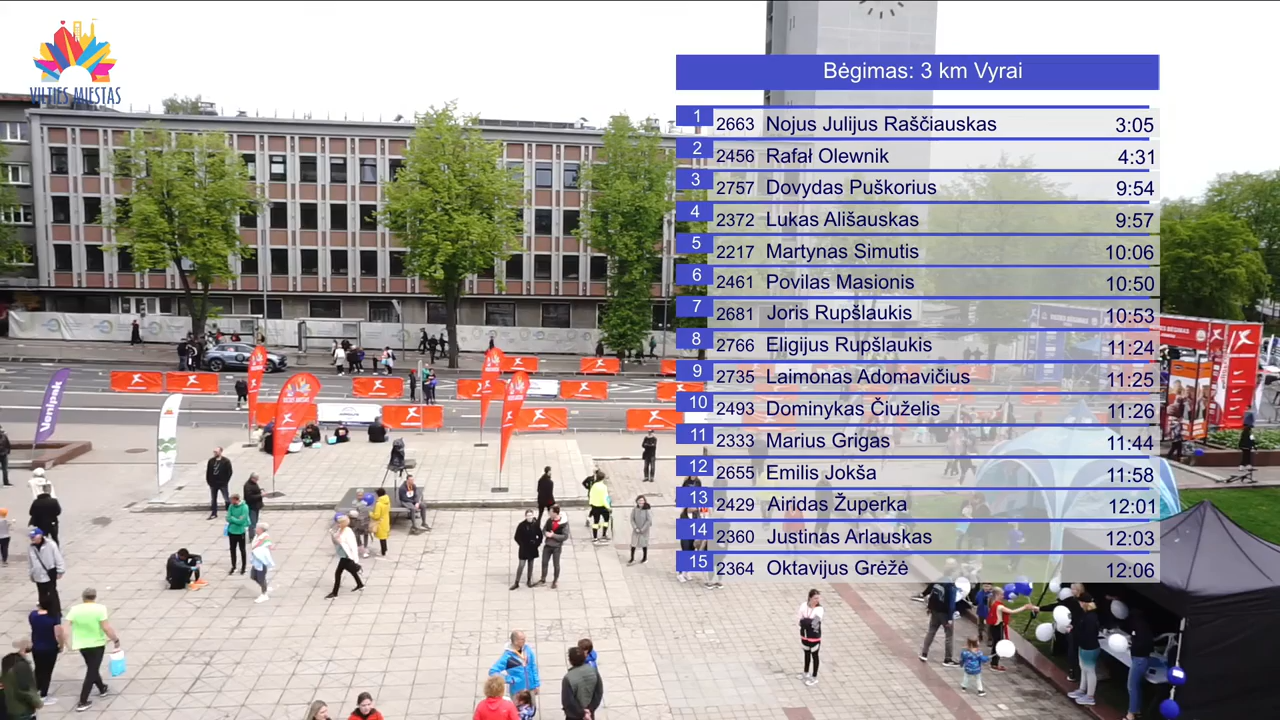 VILTIES MIESTAS
Bėgimas: 3 km Vyrai
1 2663 Nojus Julijus Raščiauskas 3:05
2 2456 Rafał Olewnik 4:31
3 2757 Dovydas Puškorius 9:54
4 2372 Lukas Ališauskas 9:57
5 2217 Martynas Simutis 10:06
6 2461 Povilas Masionis 10:50
7 2681 Joris Rupšlaukis 10:53
8 2766 Eligijus Rupšlaukis 11:24
9 2735 Laimonas Adomavičius 11:25
10 2493 Dominykas Čiuželis 11:26
11 2333 Marius Grigas 11:44
12 2655 Emilis Jokša 11:58
13 2429 Airidas Župerka 12:01
14 2360 Justinas Arlauskas 12:03
15 2364 Oktavijus Grėžė 12:06
Venipak